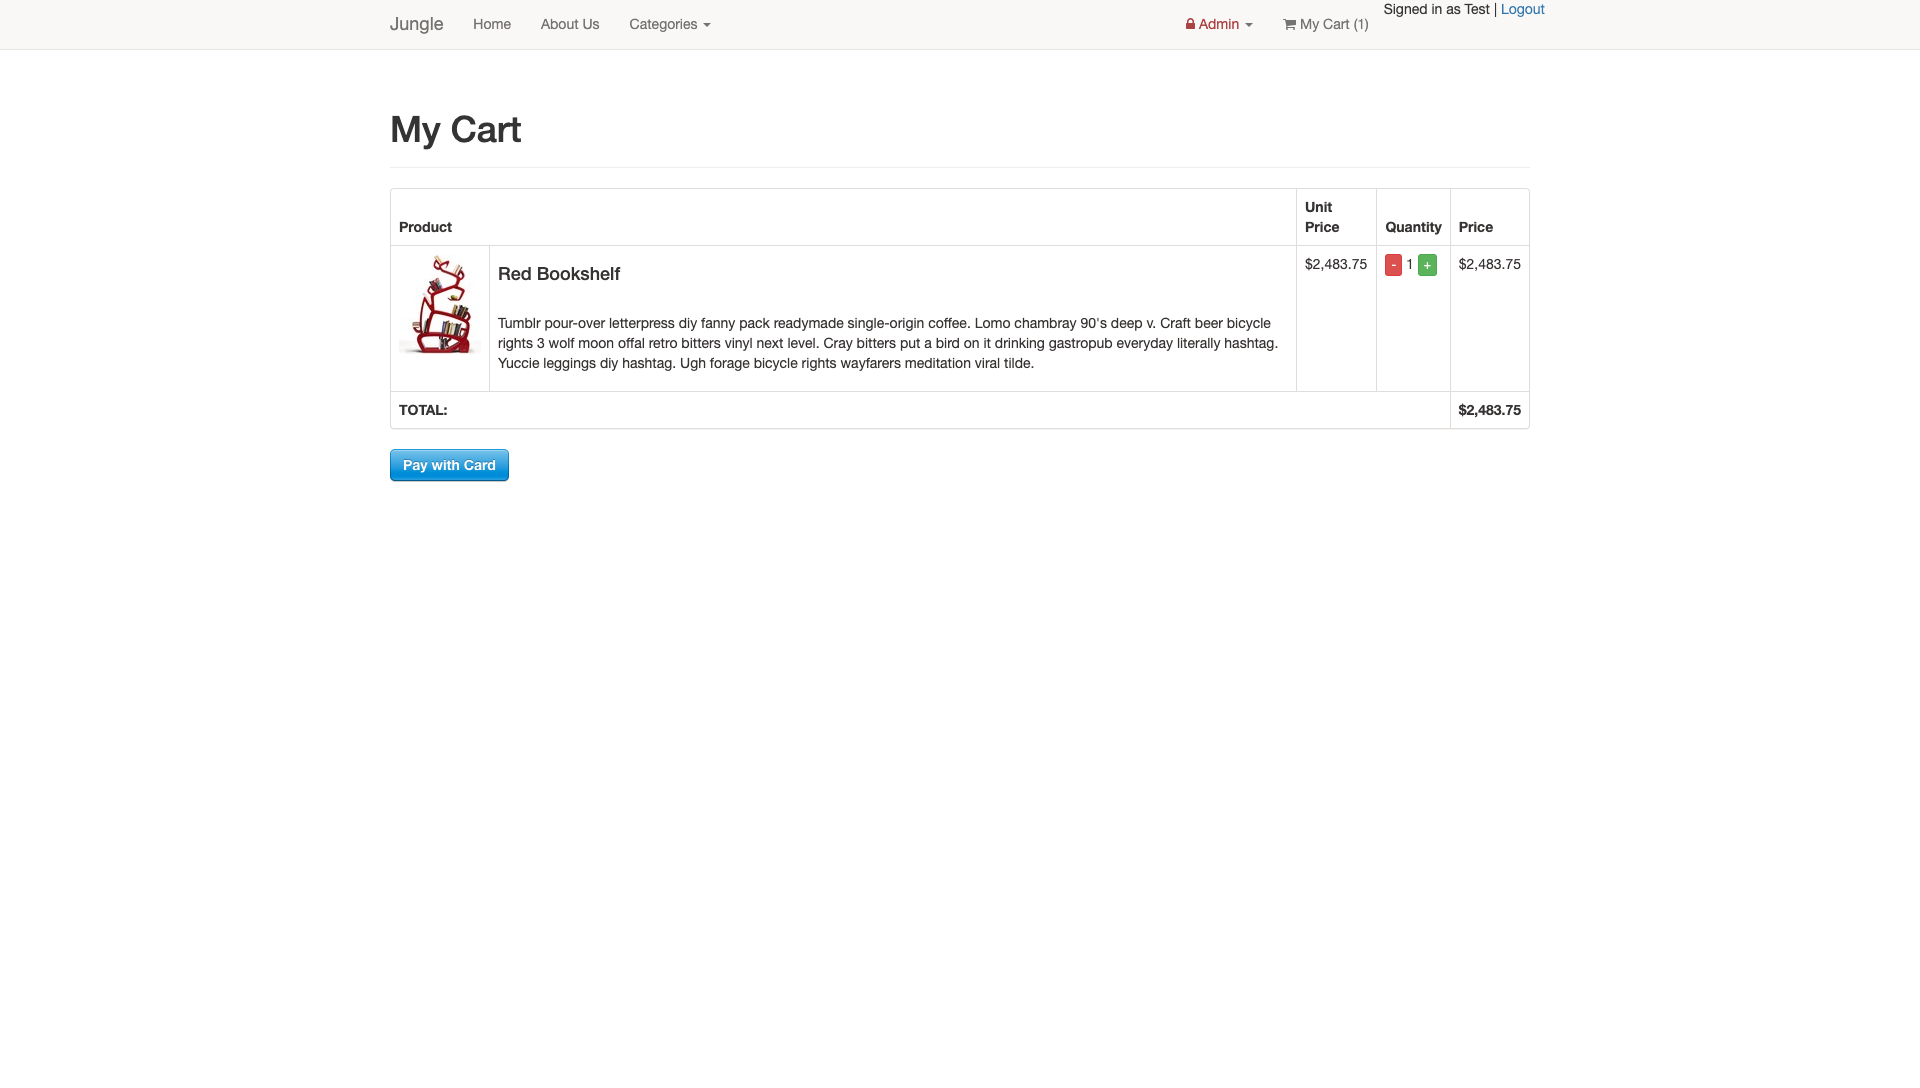 Jungle Home About Us Categories Admin My Cart (1) Signed in as Test | Logout
My Cart
Product Unit Price Quantity Price
Red Bookshelf $2,483.75 - 1 + $2,483.75
Tumblr pour-over letterpress diy fanny pack readymade single-origin coffee. Lomo chambray 90's deep v. Craft beer bicycle
rights 3 wolf moon offal retro bitters vinyl next level. Cray bitters put a bird on it drinking gastropub everyday literally hashtag.
Yuccie leggings diy hashtag. Ugh forage bicycle rights wayfarers meditation viral tilde.
TOTAL: $2,483.75
Pay with Card